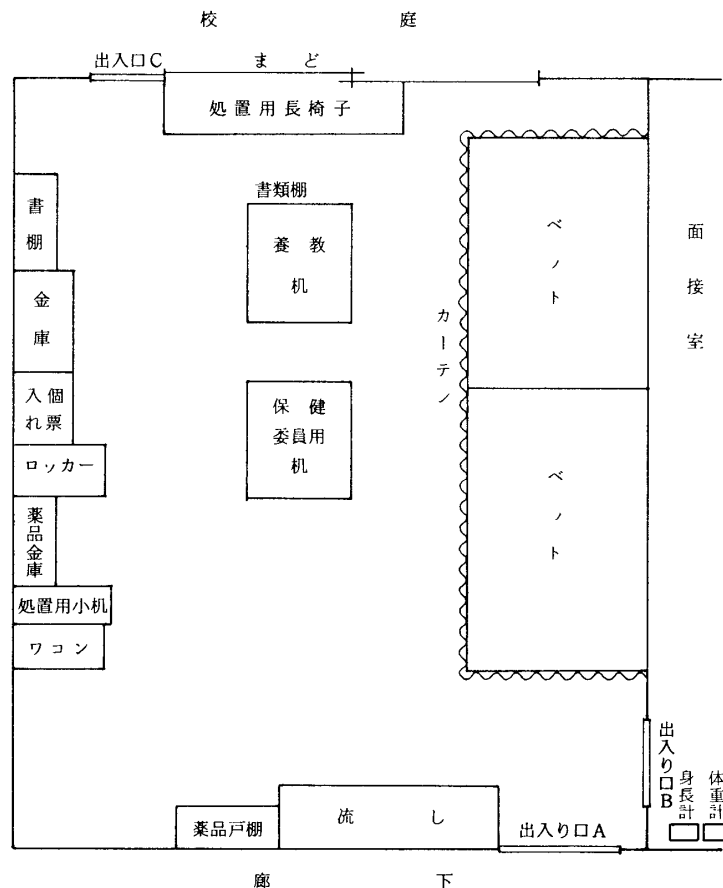 校庭
出入口C
まど
処置用長椅子
書類棚
養教
机
書棚
金庫
個票
入れ
ロッカー
薬品金庫
処置用小机
ワコン
保健
委員用
机
カーテン
ベット
ベット
面接室
出入り口B
身長計
体重計
薬品戸棚
流し
出入り口A
廊下